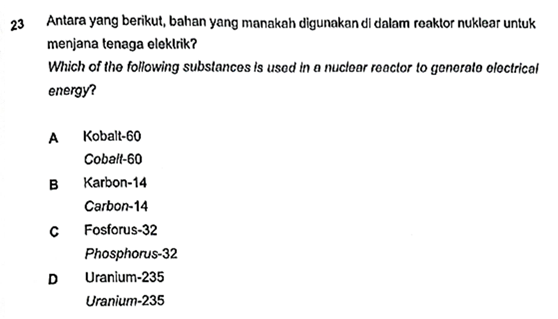 23 Antara yang berikut, bahan yang manakah digunakan di dalam reaktor nuklear untuk
menjana tenaga elektrik?
Which of the following substances is used in a nuclear reactor to generate electrical
energy?
A Kobalt-60
Cobalt-60
B Karbon-14
Carbon-14
C Fosforus-32
Phosphorus-32
D Uranium-235
Uranium-235